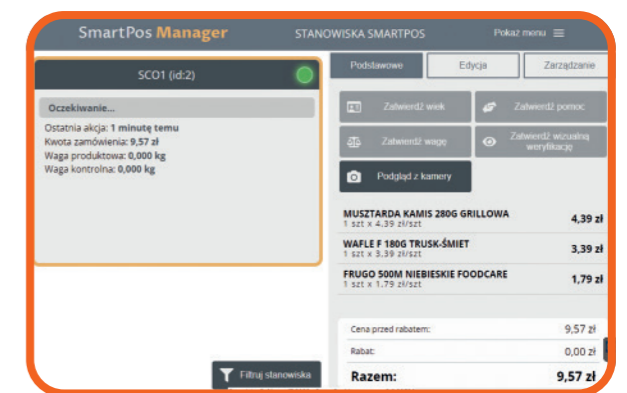 SmartPos Manager
STANOWISKA SMARTPOS
Pokaż menu
SCO1 (id:2)
Oczekiwanie...
Ostatnia akcja: 1 minutę temu
Kwota zamówienia: 9,57 zł
Waga produktowa: 0,000 kg
Waga kontrolna: 0,000 kg
Filtruj stanowiska
Podstawowe
Edycja
Zarządzanie
Zatwierdź wiek
Zatwierdź pomoc
Zatwierdź wagę
Zatwierdź wizualną
weryfikację
Podgląd z kamery
MUSZTARDA KAMIS 280G GRILLOWA 4,39 zł
1 szt x 4.39 zł/szt
WAFLE F 180G TRUSK-ŚMIET 3,39 zł
1 szt x 3.39 zł/szt
FRUGO 500M NIEBIESKIE FOODCARE 1,79 zł
1 szt x 1.79 zł/szt
Cena przed rabatem: 9,57 zł
Rabat: 0,00 zł
Razem: 9,57 zł